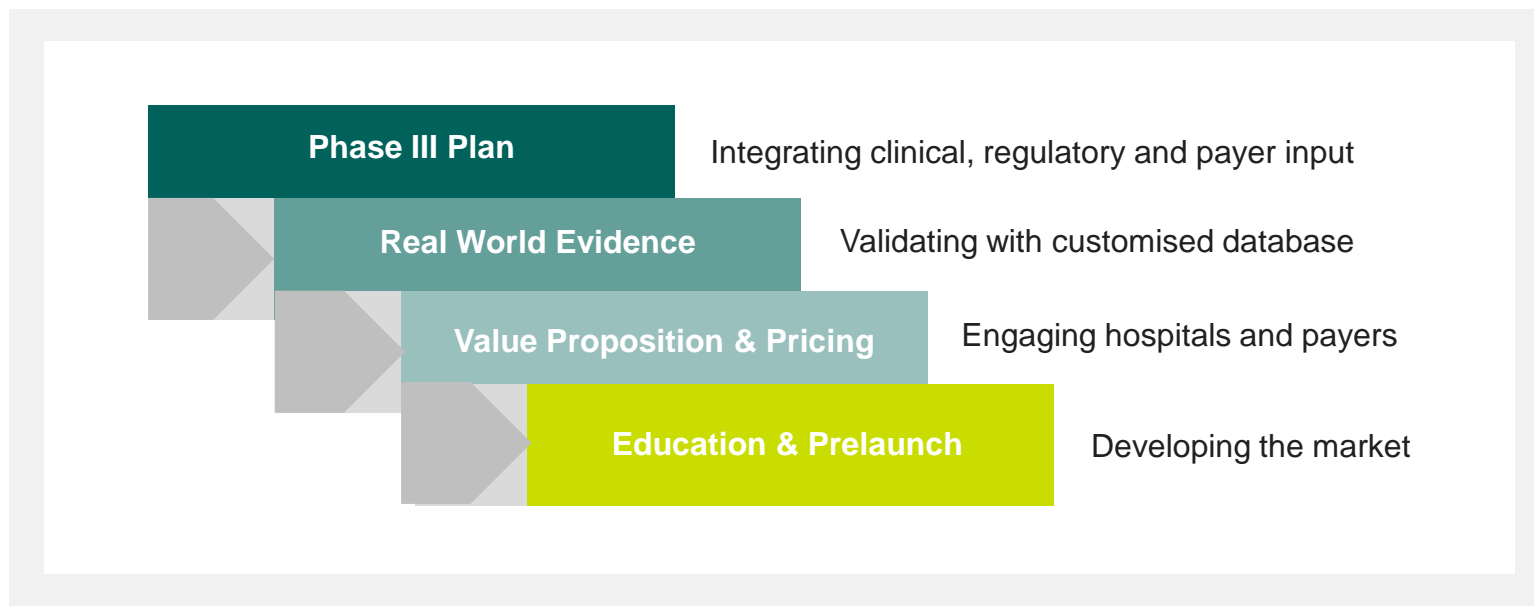 Phase III Plan
Integrating clinical, regulatory and payer input
Real World Evidence
Validating with customised database
Value Proposition & Pricing
Engaging hospitals and payers
Education & Prelaunch
Developing the market